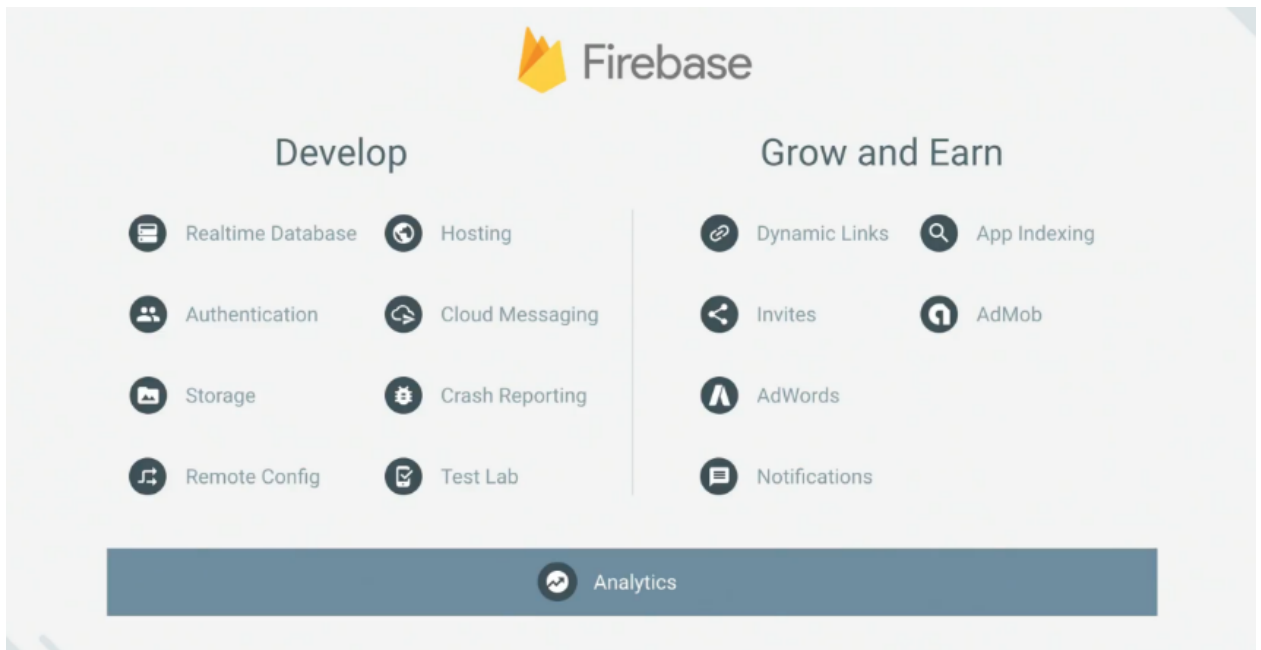 Firebase
Develop
Realtime Database
Hosting
Authentication
Cloud Messaging
Storage
Crash Reporting
Remote Config
Test Lab
Grow and Earn
Dynamic Links
App Indexing
Invites
AdMob
AdWords
Notifications
Analytics